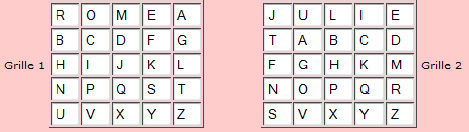 Grille 1
R O M E A
B C D F G
H I J K L
N P Q S T
U V X Y Z
J U L I E
T A B C D
F G H K M
N O P Q R
S V X Y Z
Grille 2